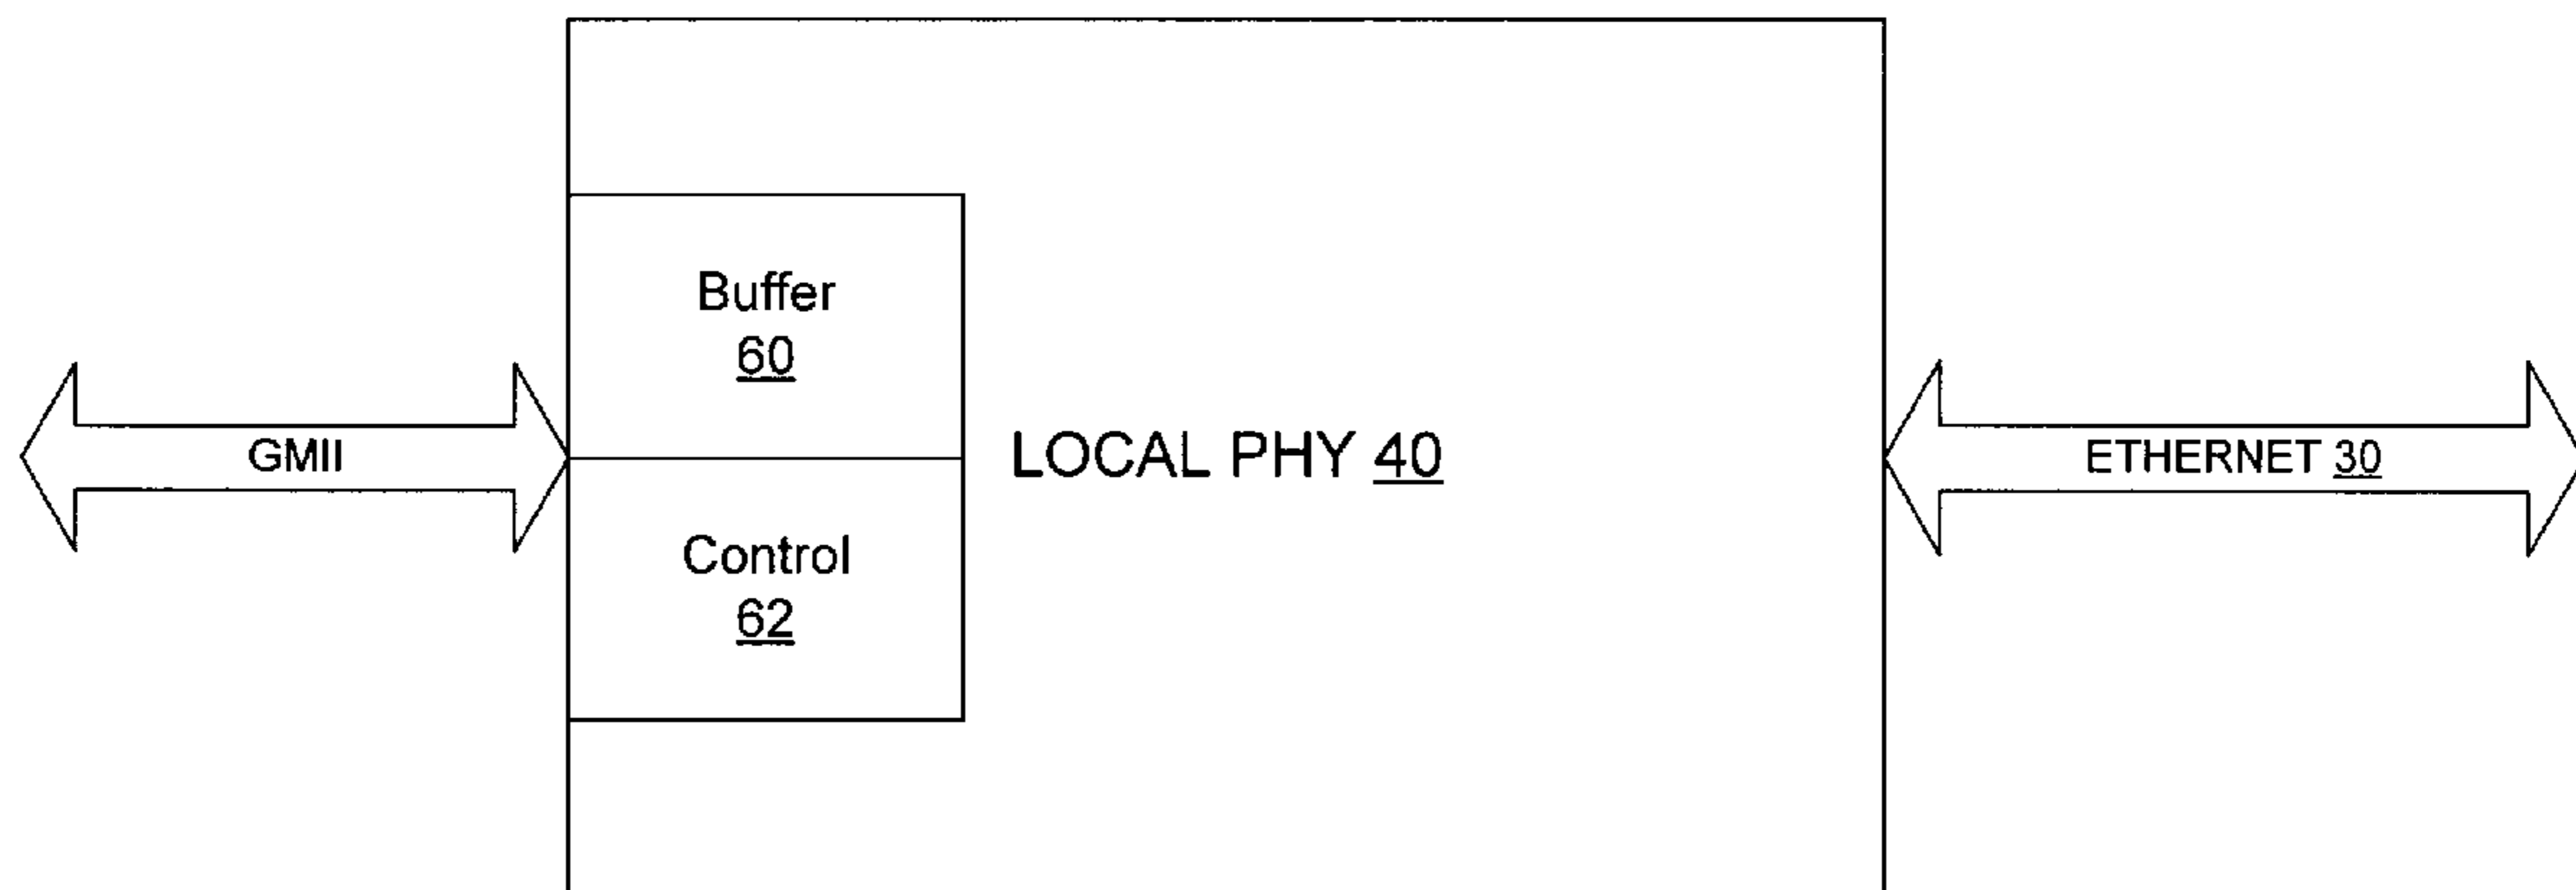 Buffer
60
GMII
LOCAL PHY 40
ETHERNET 30
Control
62